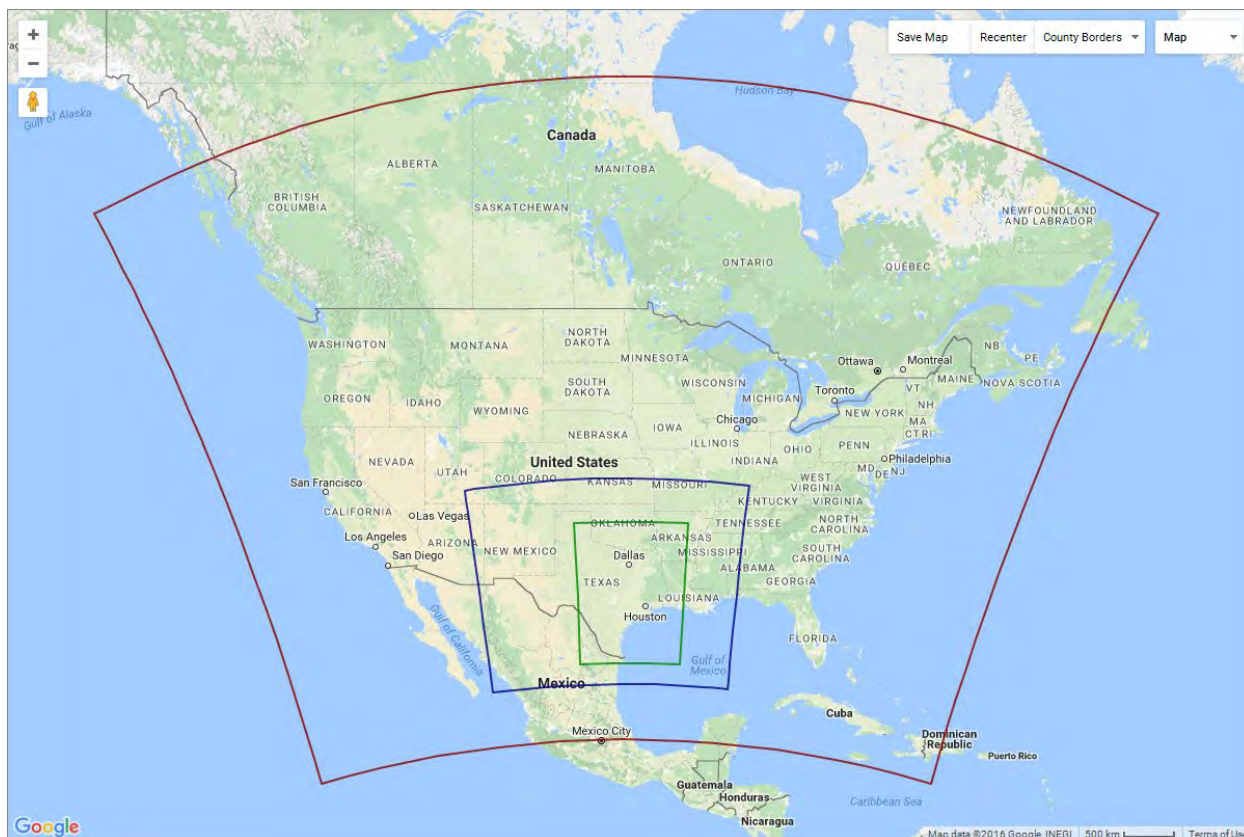 +
Save Map
Recenter
County Borders
Map
−
Gulf of Alaska
Hudson Bay
Canada
ALBERTA
MANITOBA
BRITISH
COLUMBIA
SASKATCHEWAN
NEWFOUNDLAND
AND LABRADOR
ONTARIO
QUÉBEC
WASHINGTON
MONTANA
NORTH
DAKOTA
MINNESOTA
Ottawa
Montreal
NB
PE
NOVA SCOTIA
MAINE
OREGON
IDAHO
SOUTH
DAKOTA
WISCONSIN
MICHIGAN
Toronto
VT
NH
WYOMING
NEW YORK
MA
CT RI
Chicago
IOWA
NEBRASKA
ILLINOIS
INDIANA
OHIO
PENN
Philadelphia
MD
DE
NJ
NEVADA
UTAH
United States
COLORADO
KANSAS
MISSOURI
WEST
VIRGINIA
KENTUCKY
VIRGINIA
San Francisco
CALIFORNIA
Las Vegas
Los Angeles
San Diego
ARIZONA
NEW MEXICO
OKLAHOMA
ARKANSAS
TENNESSEE
NORTH
CAROLINA
MISSISSIPPI
SOUTH
CAROLINA
Dallas
TEXAS
ALABAMA
GEORGIA
LOUISIANA
Houston
FLORIDA
Gulf of California
Gulf of
Mexico
Mexico
Mexico City
Cuba
Dominican
Republic
Puerto Rico
Guatemala
Honduras
Nicaragua
Caribbean Sea
Google
Map data ©2016 Google, INEGI
500 km
Terms of Use